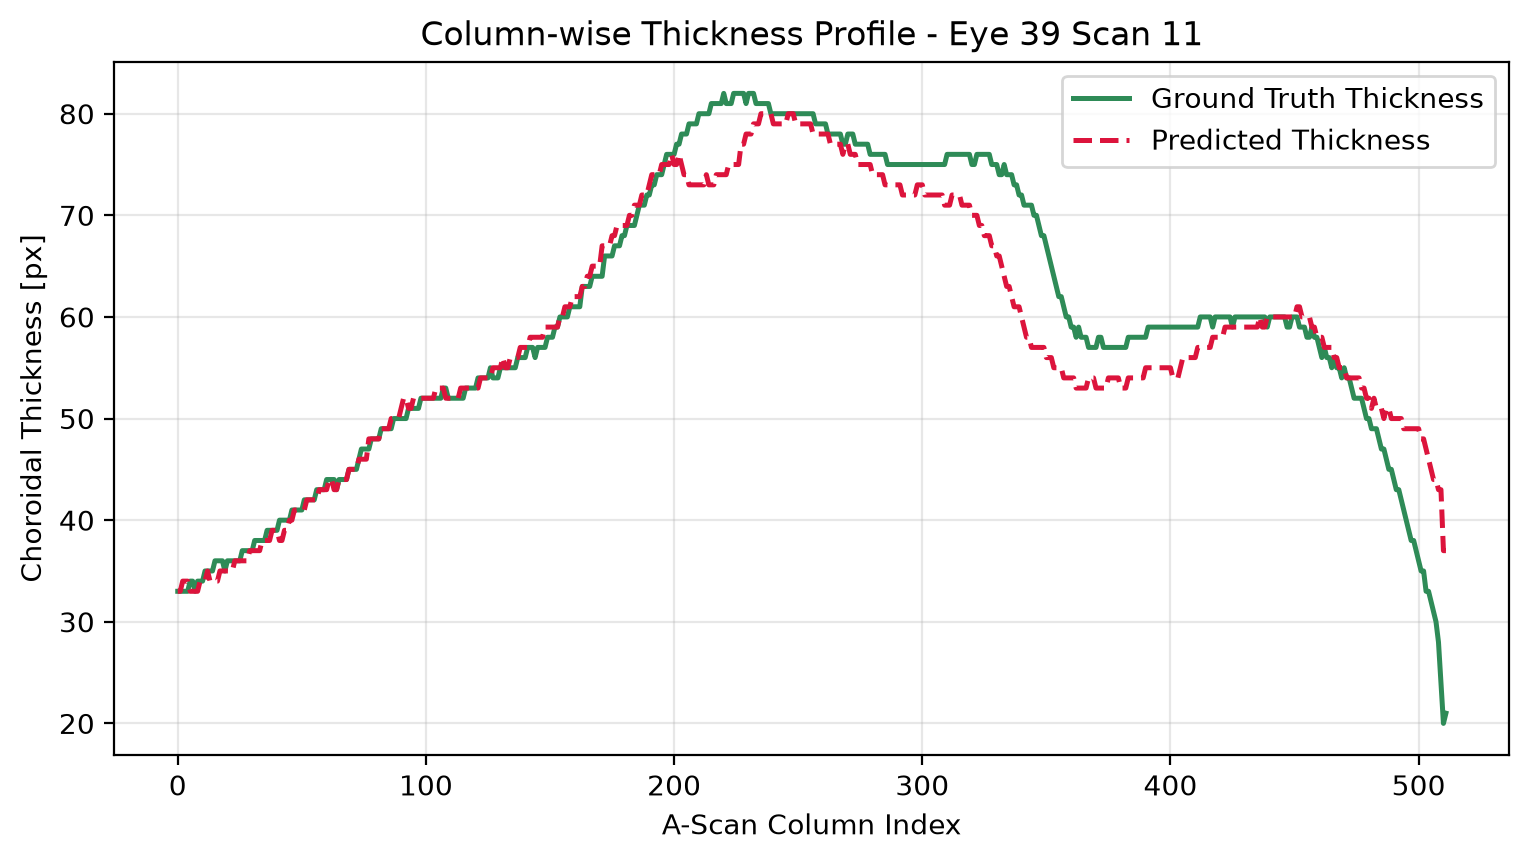 Column-wise Thickness Profile - Eye 39 Scan 11
Ground Truth Thickness
Predicted Thickness
Choroidal Thickness [px]
80
70
60
50
40
30
20
0 100 200 300 400 500
A-Scan Column Index